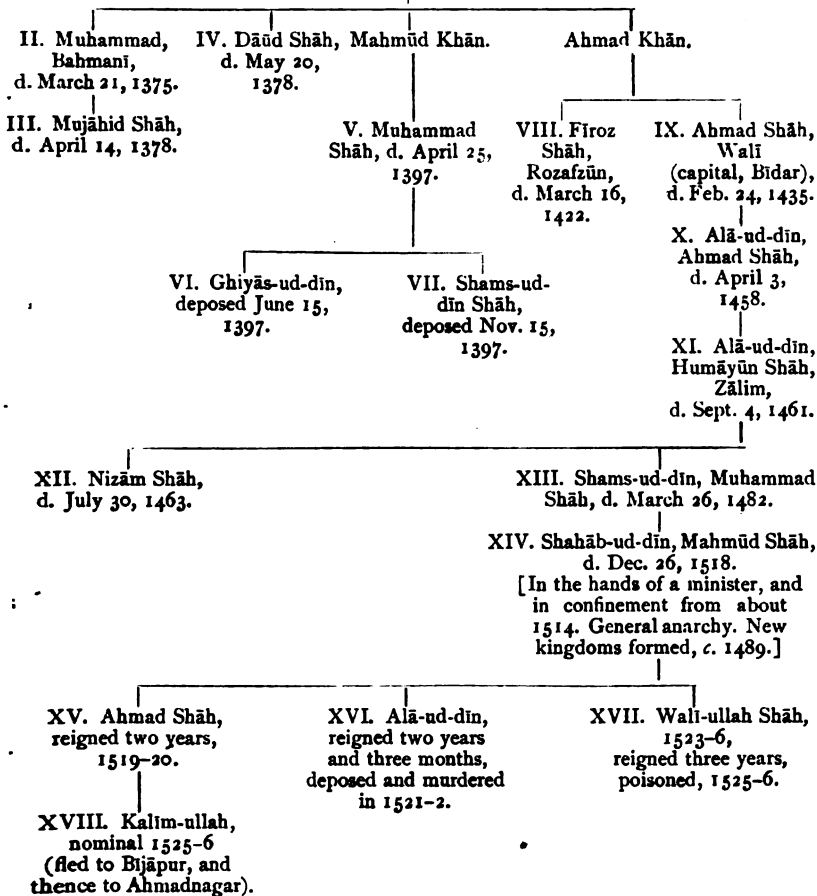 II. Muhammad,
Bahmanī,
d. March 21, 1375.
IV. Dāūd Shāh,
d. May 20,
1378.
Mahmūd Khān.
Ahmad Khān.
III. Mujāhid Shāh,
d. April 14, 1378.
V. Muhammad
Shāh, d. April 25,
1397.
VIII. Fīroz
Shāh,
Rozafzūn,
d. March 16,
1422.
IX. Ahmad Shāh,
Walī
(capital, Bīdar),
d. Feb. 24, 1435.
X. Alā-ud-dīn,
Ahmad Shāh,
d. April 3,
1458.
VI. Ghiyās-ud-dīn,
deposed June 15,
1397.
VII. Shams-ud-
dīn Shāh,
deposed Nov. 15,
1397.
XI. Alā-ud-dīn,
Humāyūn Shāh,
Zālim,
d. Sept. 4, 1461.
XII. Nizām Shāh,
d. July 30, 1463.
XIII. Shams-ud-dīn, Muhammad
Shāh, d. March 26, 1482.
XIV. Shahāb-ud-dīn, Mahmūd Shāh,
d. Dec. 26, 1518.
[In the hands of a minister, and
in confinement from about
1514. General anarchy. New
kingdoms formed, c. 1489.]
XV. Ahmad Shāh,
reigned two years,
1519-20.
XVI. Alā-ud-dīn,
reigned two years
and three months,
deposed and murdered
in 1521-2.
XVII. Walī-ullah Shāh,
1523-6,
reigned three years,
poisoned, 1525-6.
XVIII. Kalīm-ullah,
nominal 1525-6
(fled to Bījāpur, and
thence to Ahmadnagar).